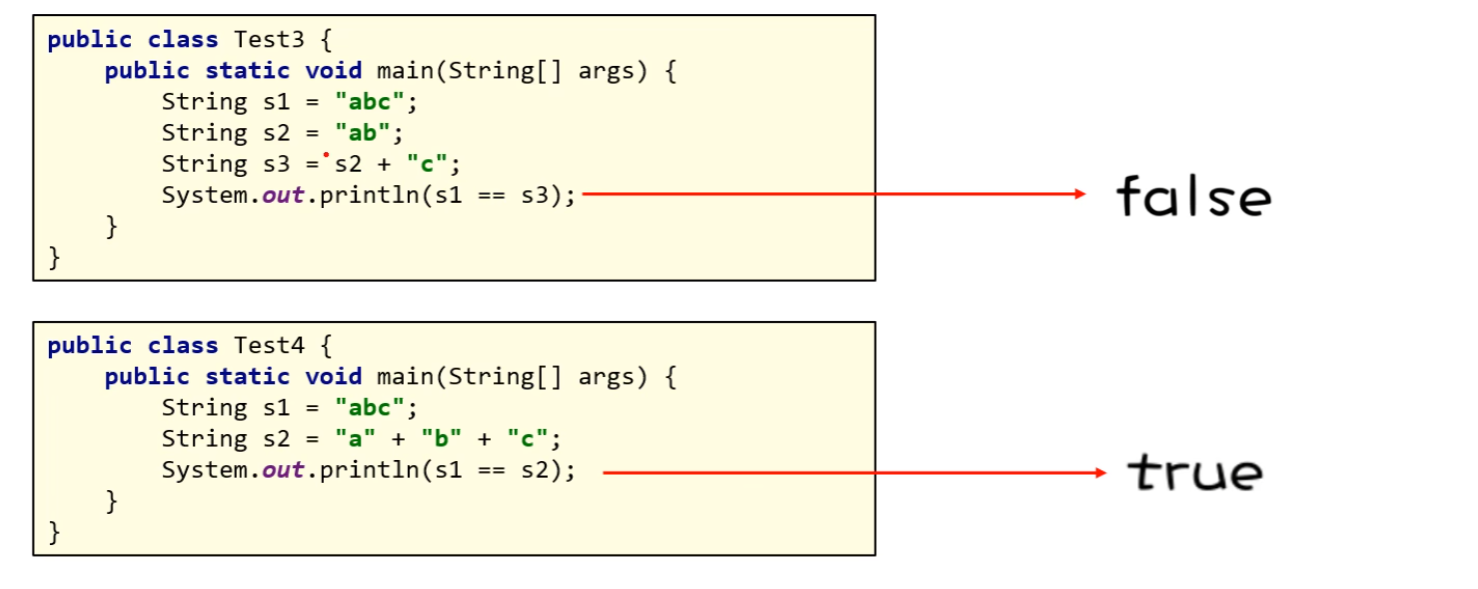 public class Test3 {
    public static void main(String[] args) {
        String s1 = "abc";
        String s2 = "ab";
        String s3 = s2 + "c";
        System.out.println(s1 == s3);
false
    }
}
public class Test4 {
    public static void main(String[] args) {
        String s1 = "abc";
        String s2 = "a" + "b" + "c";
        System.out.println(s1 == s2);
true
    }
}